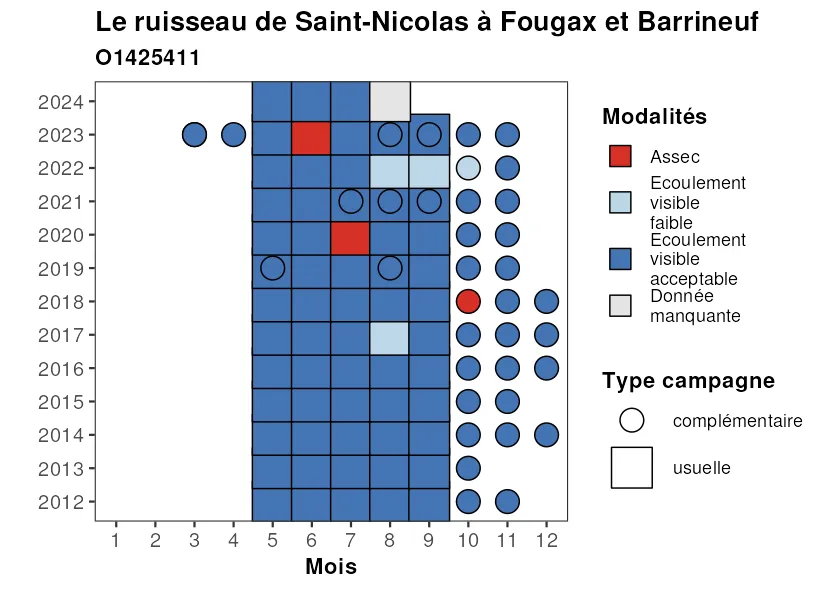 Le ruisseau de Saint-Nicolas à Fougax et Barrineuf
O1425411
2024
2023
2022
2021
2020
2019
2018
2017
2016
2015
2014
2013
2012
1 2 3 4 5 6 7 8 9 10 11 12
Mois
Modalités
Assec
Ecoulement
visible
faible
Ecoulement
visible
acceptable
Donnée
manquante
Type campagne
complémentaire
usuelle